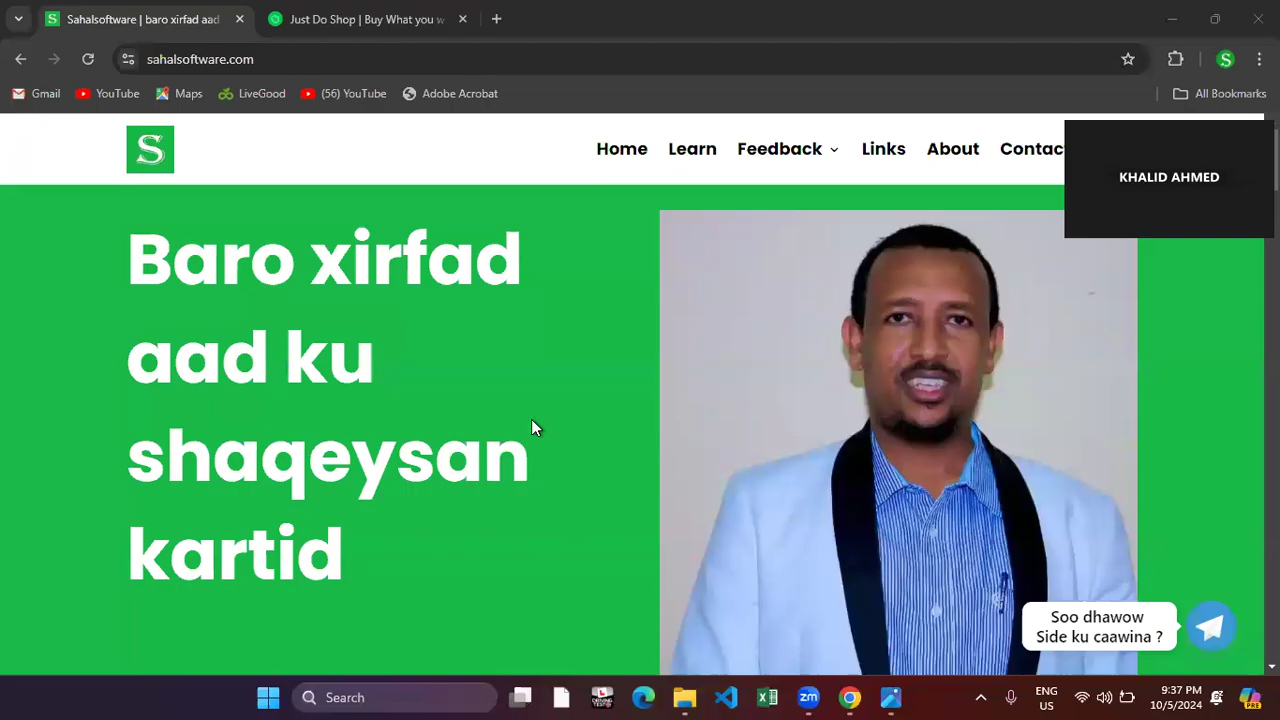 Sahalsoftware | baro xirfad aad
Just Do Shop | Buy What you w
sahalsoftware.com
S
Gmail
YouTube
Maps
LiveGood
(56) YouTube
Adobe Acrobat
All Bookmarks
S
Home
Learn
Feedback
Links
About
Contac
KHALID AHMED
Baro xirfad
aad ku
shaqeysan
kartid
Soo dhawow
Side ku caawina ?
Search
ENG
US
9:37 PM
10/5/2024
PRE